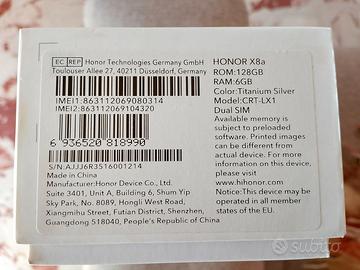 EC REP Honor Technologies Germany GmbH
Toulouser Allee 27, 40211 Düsseldorf, Germany
IMEI1:863112069080314
IMEI2:863112069104320
6 936520 818990
S/N:AJJJ6R3516001214
Made in China
Manufacturer:Honor Device Co., Ltd.
Suite 3401, Unit A, Building 6, Shum Yip
Sky Park, No. 8089, Hongli West Road,
Xiangmihu Street, Futian District, Shenzhen,
Guangdong 518040, People's Republic of China
HONOR X8a
ROM:128GB
RAM:6GB
Color:Titanium Silver
Model:CRT-LX1
Dual SIM
Available memory is
subject to preloaded
software. Printed images
can be different from
actual device. For more
information on this device,
please visit
www.hihonor.com
Notice:This device may be
operated in all member
states of the EU.
subito